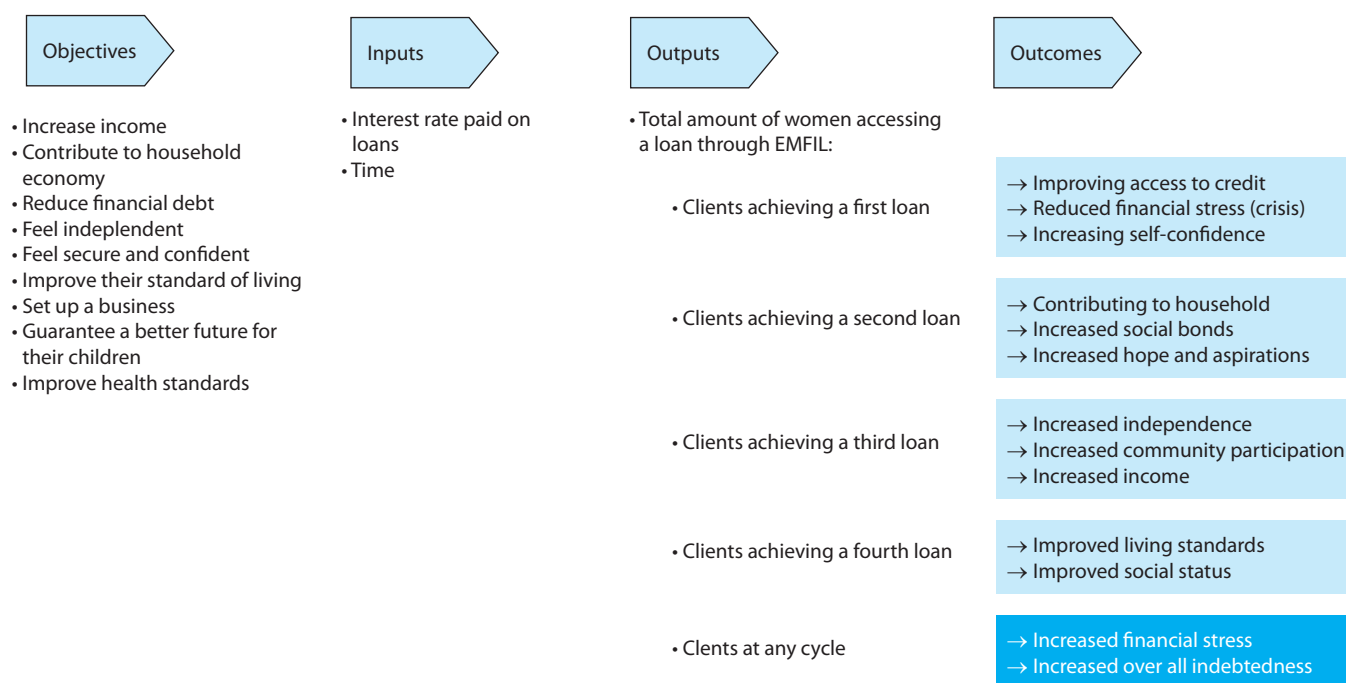 Objectives
• Increase income
• Contribute to household
economy
• Reduce financial debt
• Feel indeplendent
• Feel secure and confident
• Improve their standard of living
• Set up a business
• Guarantee a better future for
their children
• Improve health standards
Inputs
• Interest rate paid on
loans
• Time
Outputs
• Total amount of women accessing
a loan through EMFIL:
• Clients achieving a first loan
• Clients achieving a second loan
• Clients achieving a third loan
• Clients achieving a fourth loan
• Clents at any cycle
Outcomes
→ Improving access to credit
→ Reduced financial stress (crisis)
→ Increasing self-confidence
→ Contributing to household
→ Increased social bonds
→ Increased hope and aspirations
→ Increased independence
→ Increased community participation
→ Increased income
→ Improved living standards
→ Improved social status
→ Increased financial stress
→ Increased over all indebtedness